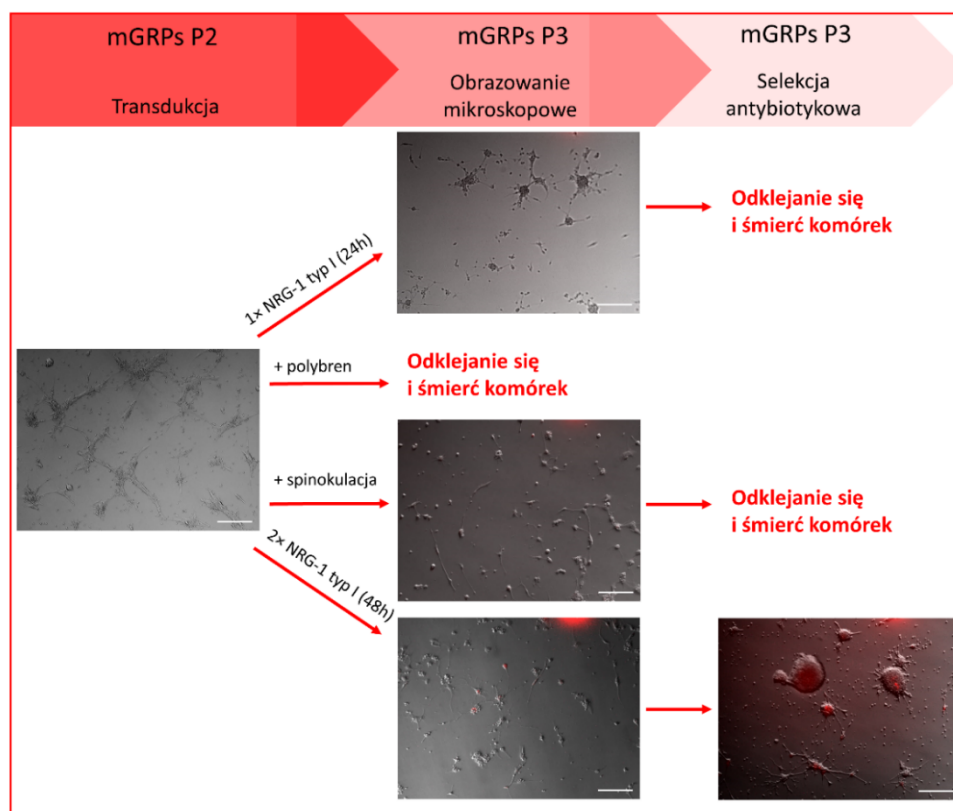 mGRPs P2
Transdukcja
mGRPs P3
Obrazowanie
mikroskopowe
mGRPs P3
Selekcja
antybiotykowa
1× NRG-1 typ I (24h)
Odklejanie się
i śmierć komórek
+ polybren
Odklejanie się
i śmierć komórek
+ spinokulacja
Odklejanie się
i śmierć komórek
2× NRG-1 typ I (48h)